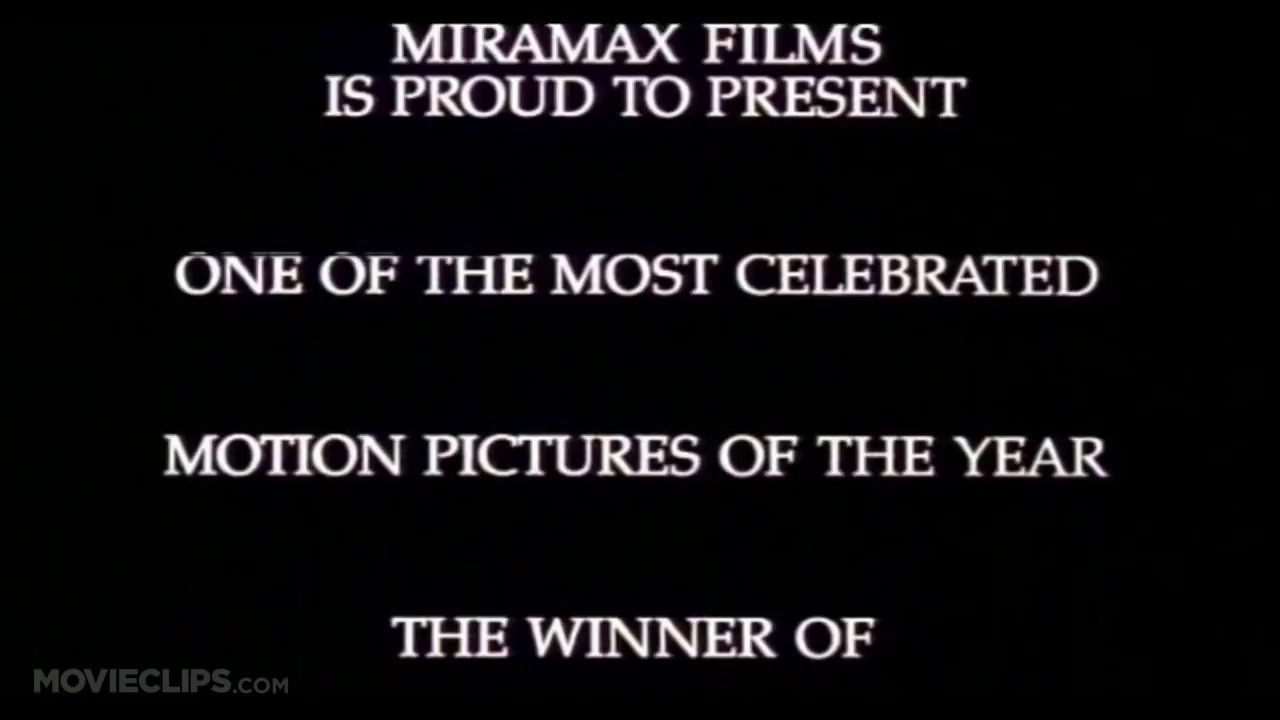 MIRAMAX FILMS
IS PROUD TO PRESENT
ONE OF THE MOST CELEBRATED
MOTION PICTURES OF THE YEAR
THE WINNER OF
MOVIECLIPS.COM